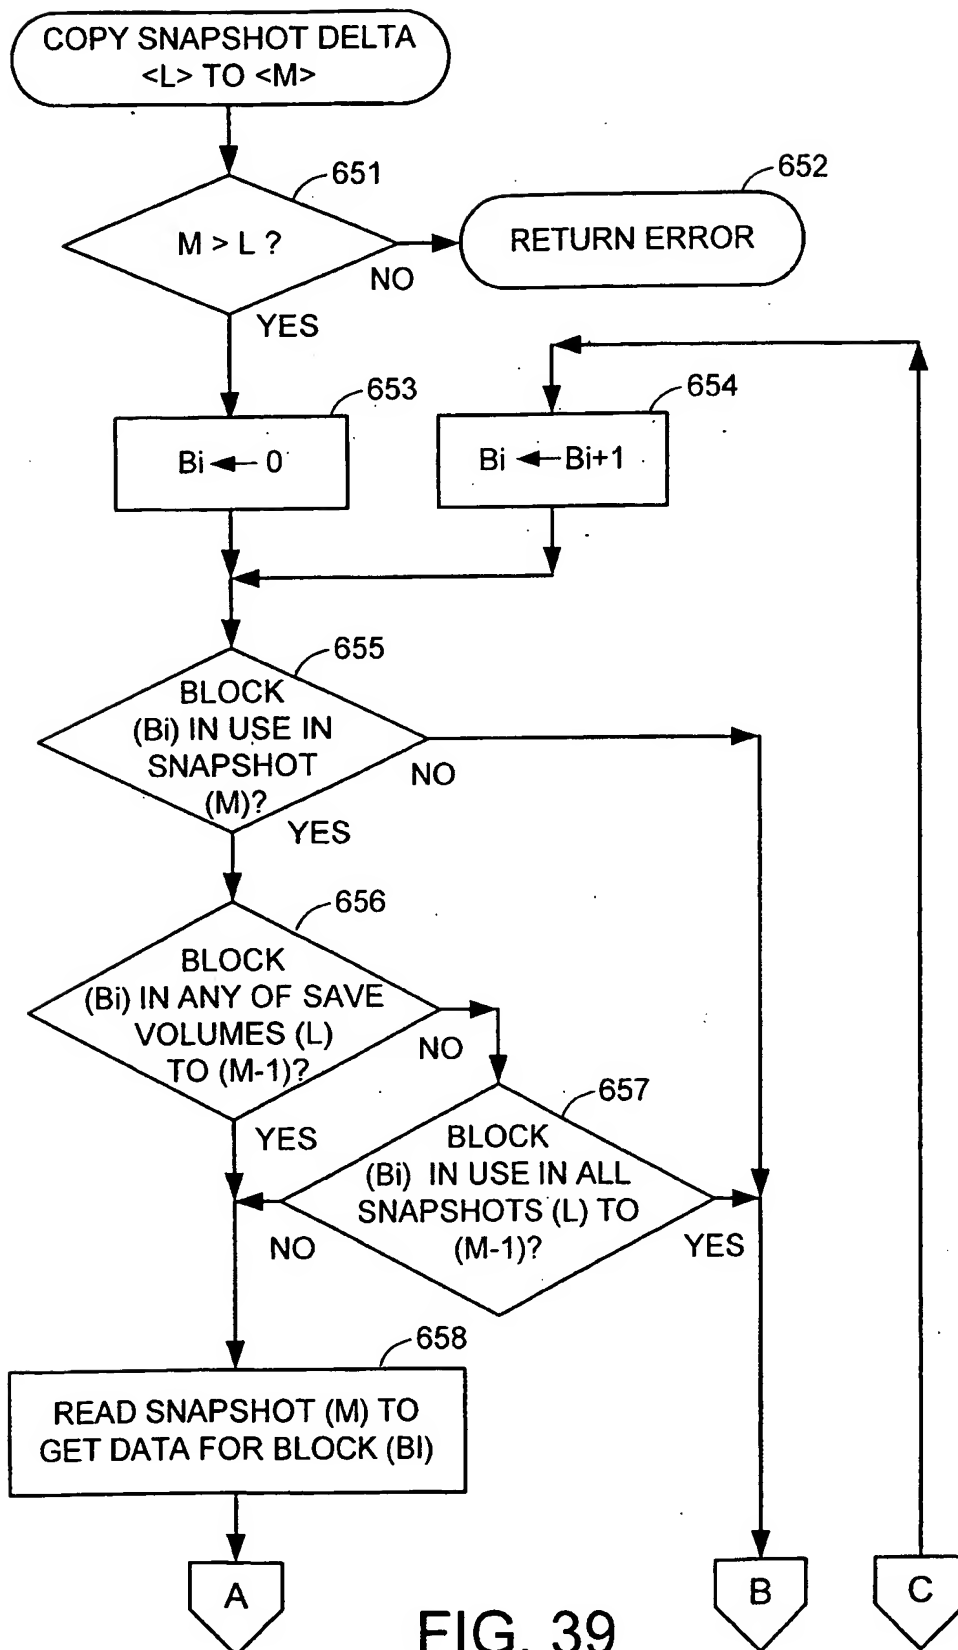 COPY SNAPSHOT DELTA
<L> TO <M>
651
M > L ?
NO
YES
652
RETURN ERROR
653
Bi ← 0
654
Bi ← Bi+1
655
BLOCK
(Bi) IN USE IN
SNAPSHOT
(M)?
NO
YES
656
BLOCK
(Bi) IN ANY OF SAVE
VOLUMES (L)
TO (M-1)?
NO
YES
657
BLOCK
(Bi) IN USE IN ALL
SNAPSHOTS (L) TO
(M-1)?
NO
YES
658
READ SNAPSHOT (M) TO
GET DATA FOR BLOCK (BI)
A
B
C
FIG. 39